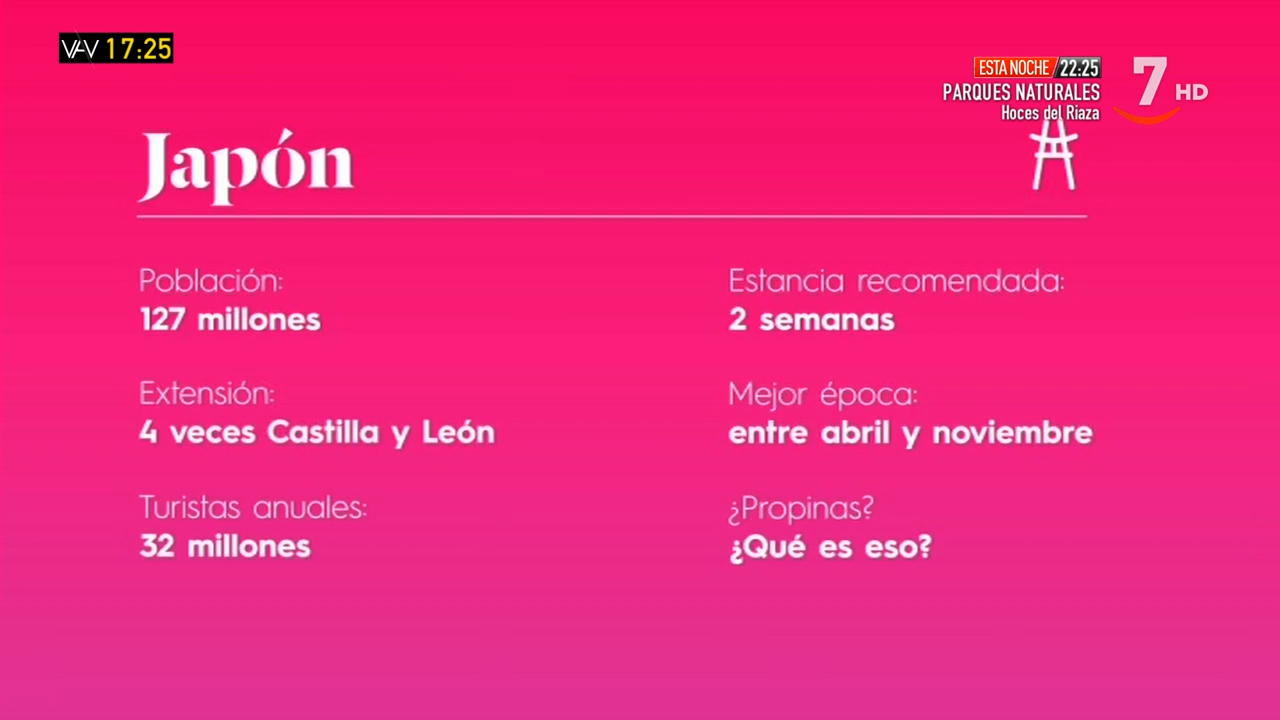 VAV 17:25
ESTA NOCHE 22:25
PARQUES NATURALES
Hoces del Riaza
7 HD
Japón
Población:
127 millones
Extensión:
4 veces Castilla y León
Turistas anuales:
32 millones
Estancia recomendada:
2 semanas
Mejor época:
entre abril y noviembre
¿Propinas?
¿Qué es eso?